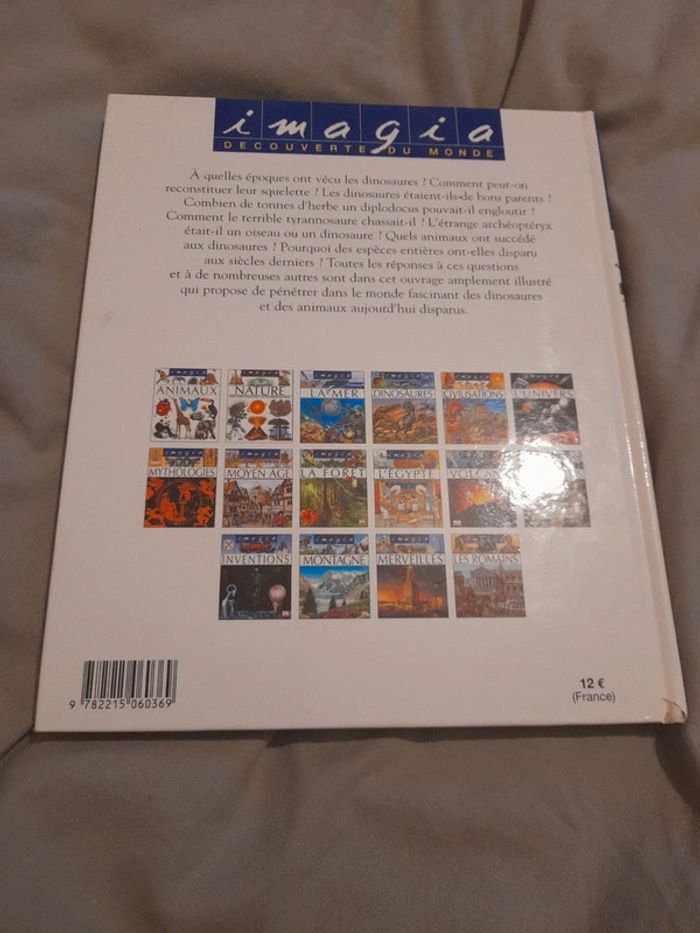 imagia
DECOUVERTE DU MONDE
À quelles époques ont vécu les dinosaures ? Comment peut-on
reconstituer leur squelette ? Les dinosaures étaient-ils de bons parents ?
Combien de tonnes d'herbe un diplodocus pouvait-il engloutir ?
Comment le terrible tyrannosaure chassait-il ? L'étrange archéoptéryx
était-il un oiseau ou un dinosaure ? Quels animaux ont succédé
aux dinosaures ? Pourquoi des espèces entières ont-elles disparu
aux siècles derniers ? Toutes les réponses à ces questions
et à de nombreuses autres sont dans cet ouvrage amplement illustré
qui propose de pénétrer dans le monde fascinant des dinosaures
et des animaux aujourd'hui disparus.
ANIMAUX NATURE LA MER DINOSAURES CIVILISATIONS L'UNIVERS
MYTHOLOGIES MOYEN AGE LA FORET L'EGYPTE
INVENTIONS MONTAGNE MERVEILLES LES ROMAINS
9 782215 060369
12 €
(France)